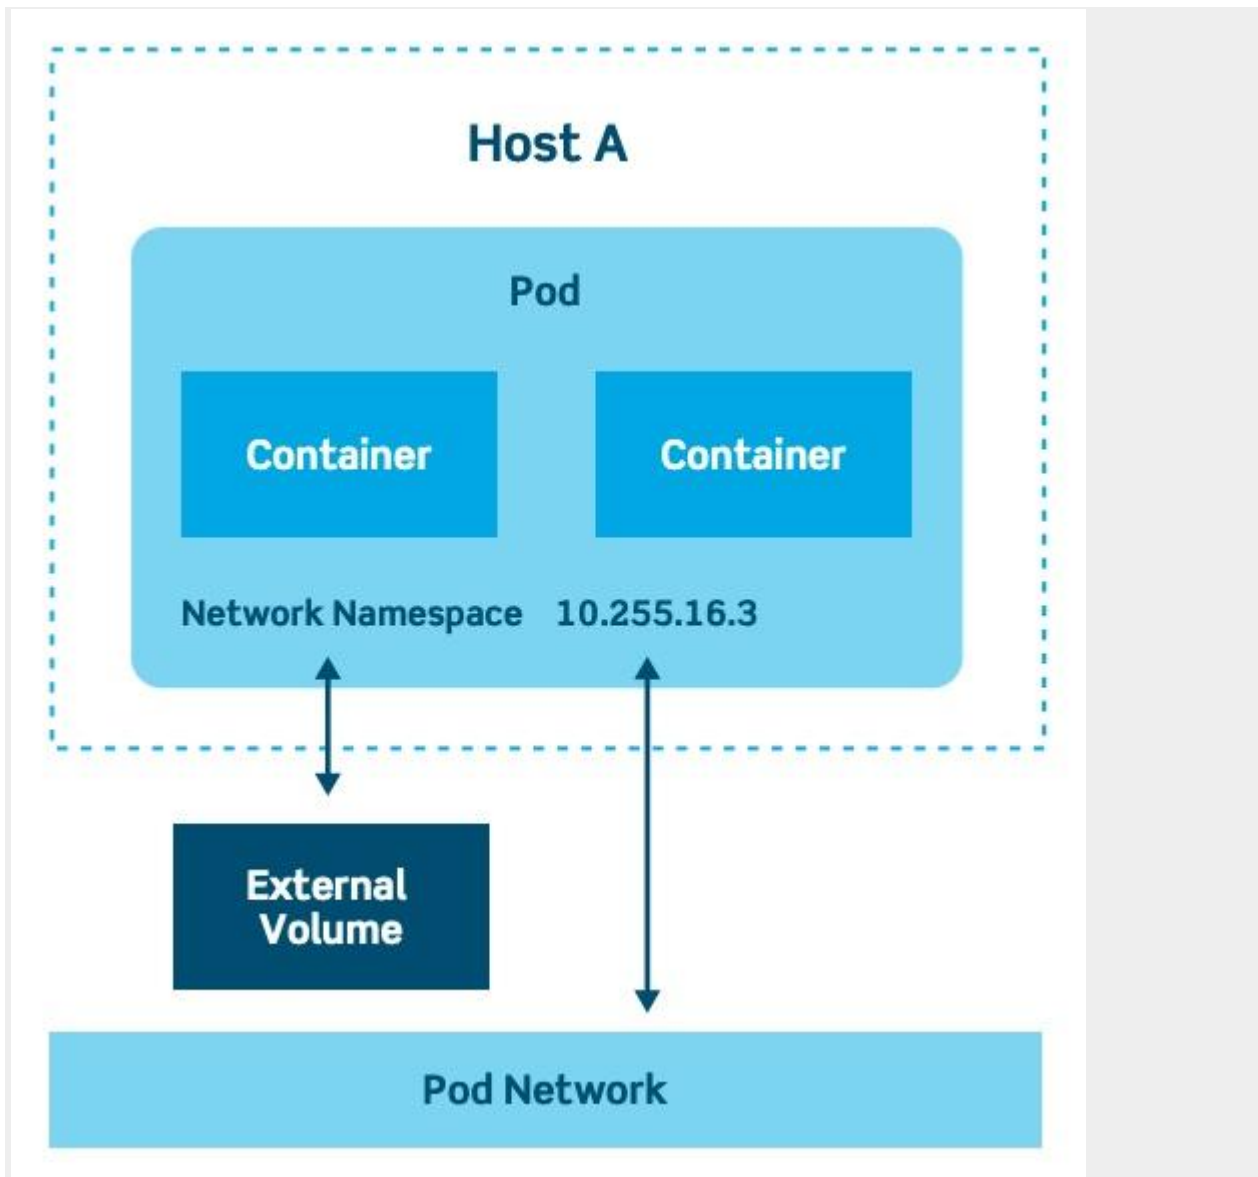 Host A
Pod
Container
Container
Network Namespace 10.255.16.3
External
Volume
Pod Network